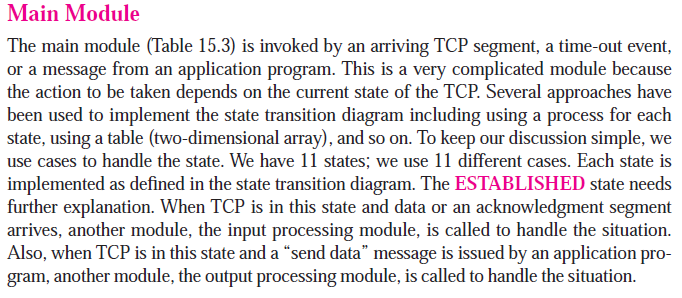 Main Module
The main module (Table 15.3) is invoked by an arriving TCP segment, a time-out event,
or a message from an application program. This is a very complicated module because
the action to be taken depends on the current state of the TCP. Several approaches have
been used to implement the state transition diagram including using a process for each
state, using a table (two-dimensional array), and so on. To keep our discussion simple, we
use cases to handle the state. We have 11 states; we use 11 different cases. Each state is
implemented as defined in the state transition diagram. The ESTABLISHED state needs
further explanation. When TCP is in this state and data or an acknowledgment segment
arrives, another module, the input processing module, is called to handle the situation.
Also, when TCP is in this state and a “send data” message is issued by an application pro-
gram, another module, the output processing module, is called to handle the situation.